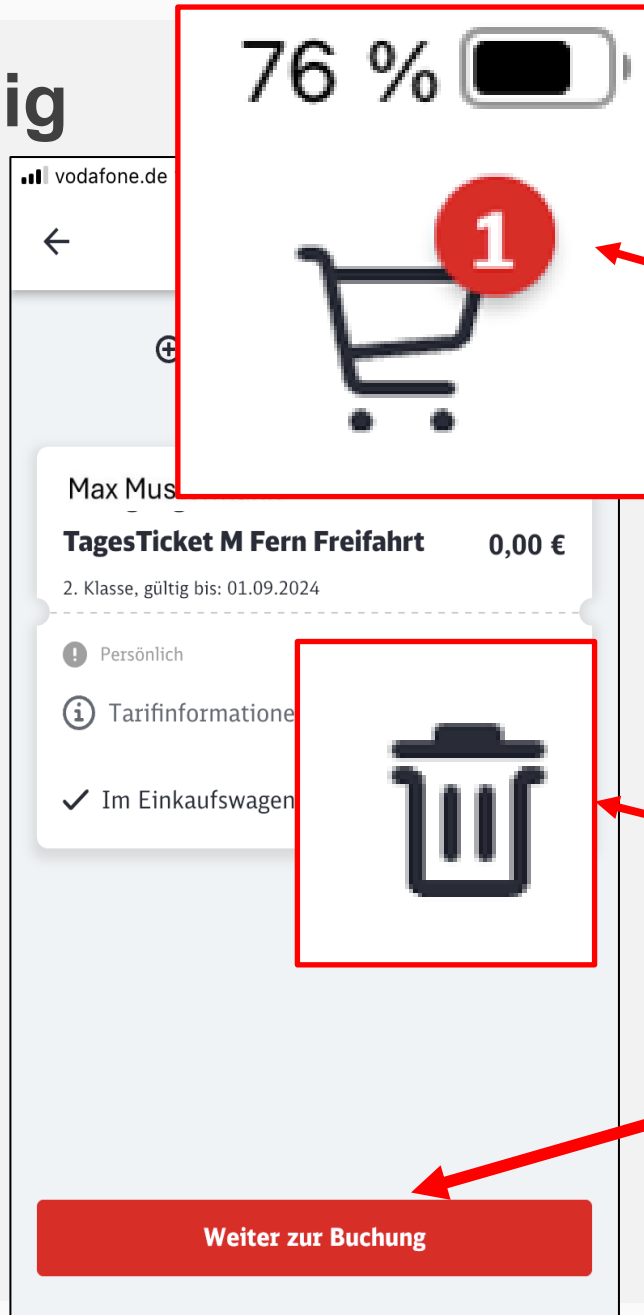 ig
76 %
vodafone.de
1
Max Mus
TagesTicket M Fern Freifahrt 0,00 €
2. Klasse, gültig bis: 01.09.2024
Persönlich
Tarifinformatione
Im Einkaufswagen
Weiter zur Buchung